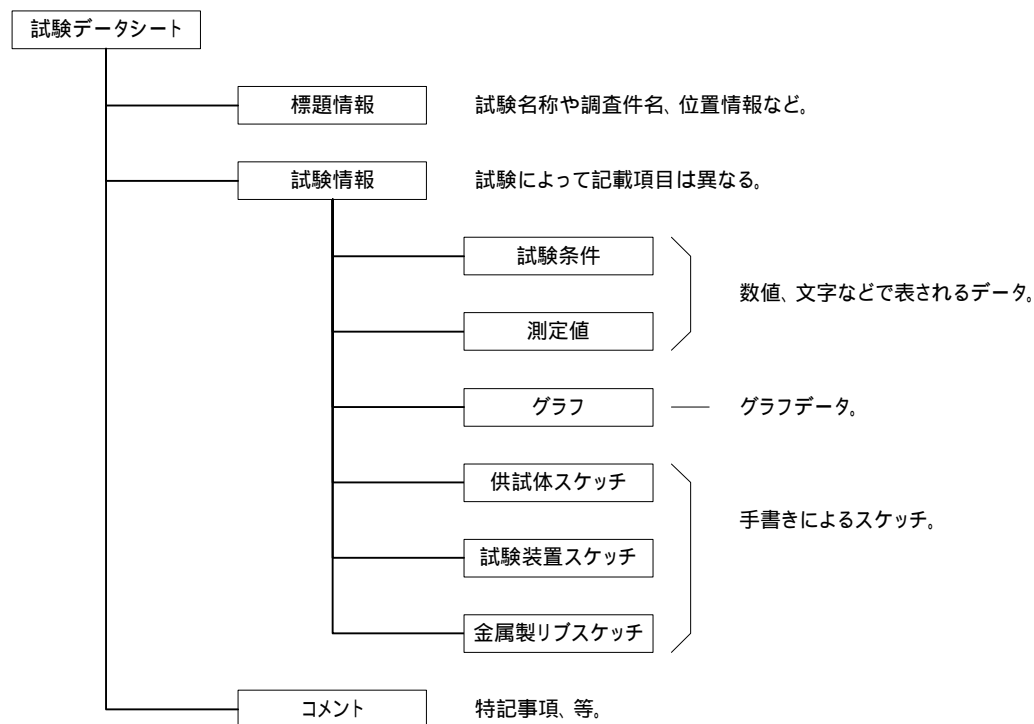 試験データシート
標題情報
試験名称や調査件名、位置情報など。
試験情報
試験によって記載項目は異なる。
試験条件
数値、文字などで表されるデータ。
測定値
グラフ
グラフデータ。
供試体スケッチ
手書きによるスケッチ。
試験装置スケッチ
金属製リブスケッチ
コメント
特記事項、等。